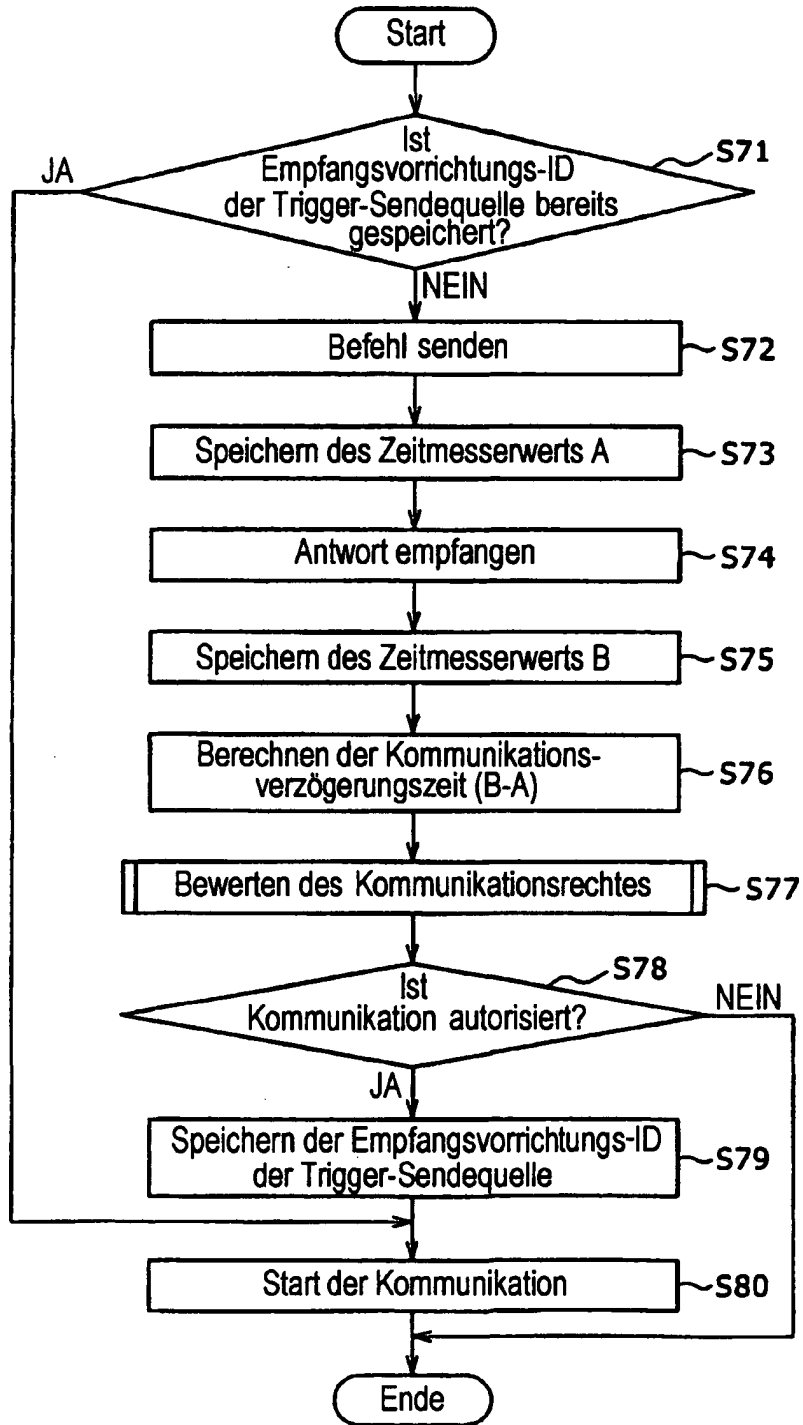 Start
Ist
Empfangsvorrichtungs-ID
der Trigger-Sendequelle bereits
gespeichert?
S71
JA
NEIN
Befehl senden
S72
Speichern des Zeitmesserwerts A
S73
Antwort empfangen
S74
Speichern des Zeitmesserwerts B
S75
Berechnen der Kommunikations-
verzögerungszeit (B-A)
S76
Bewerten des Kommunikationsrechtes
S77
Ist
Kommunikation autorisiert?
S78
NEIN
JA
Speichern der Empfangsvorrichtungs-ID
der Trigger-Sendequelle
S79
Start der Kommunikation
S80
Ende